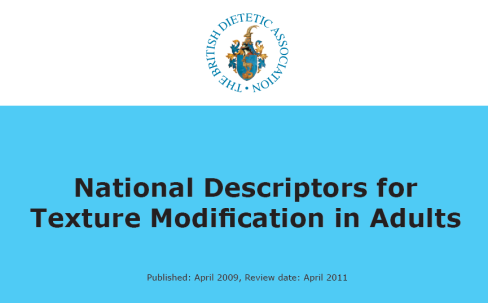 THE BRITISH DIETETIC ASSOCIATION •
National Descriptors for
Texture Modification in Adults
Published: April 2009, Review date: April 2011